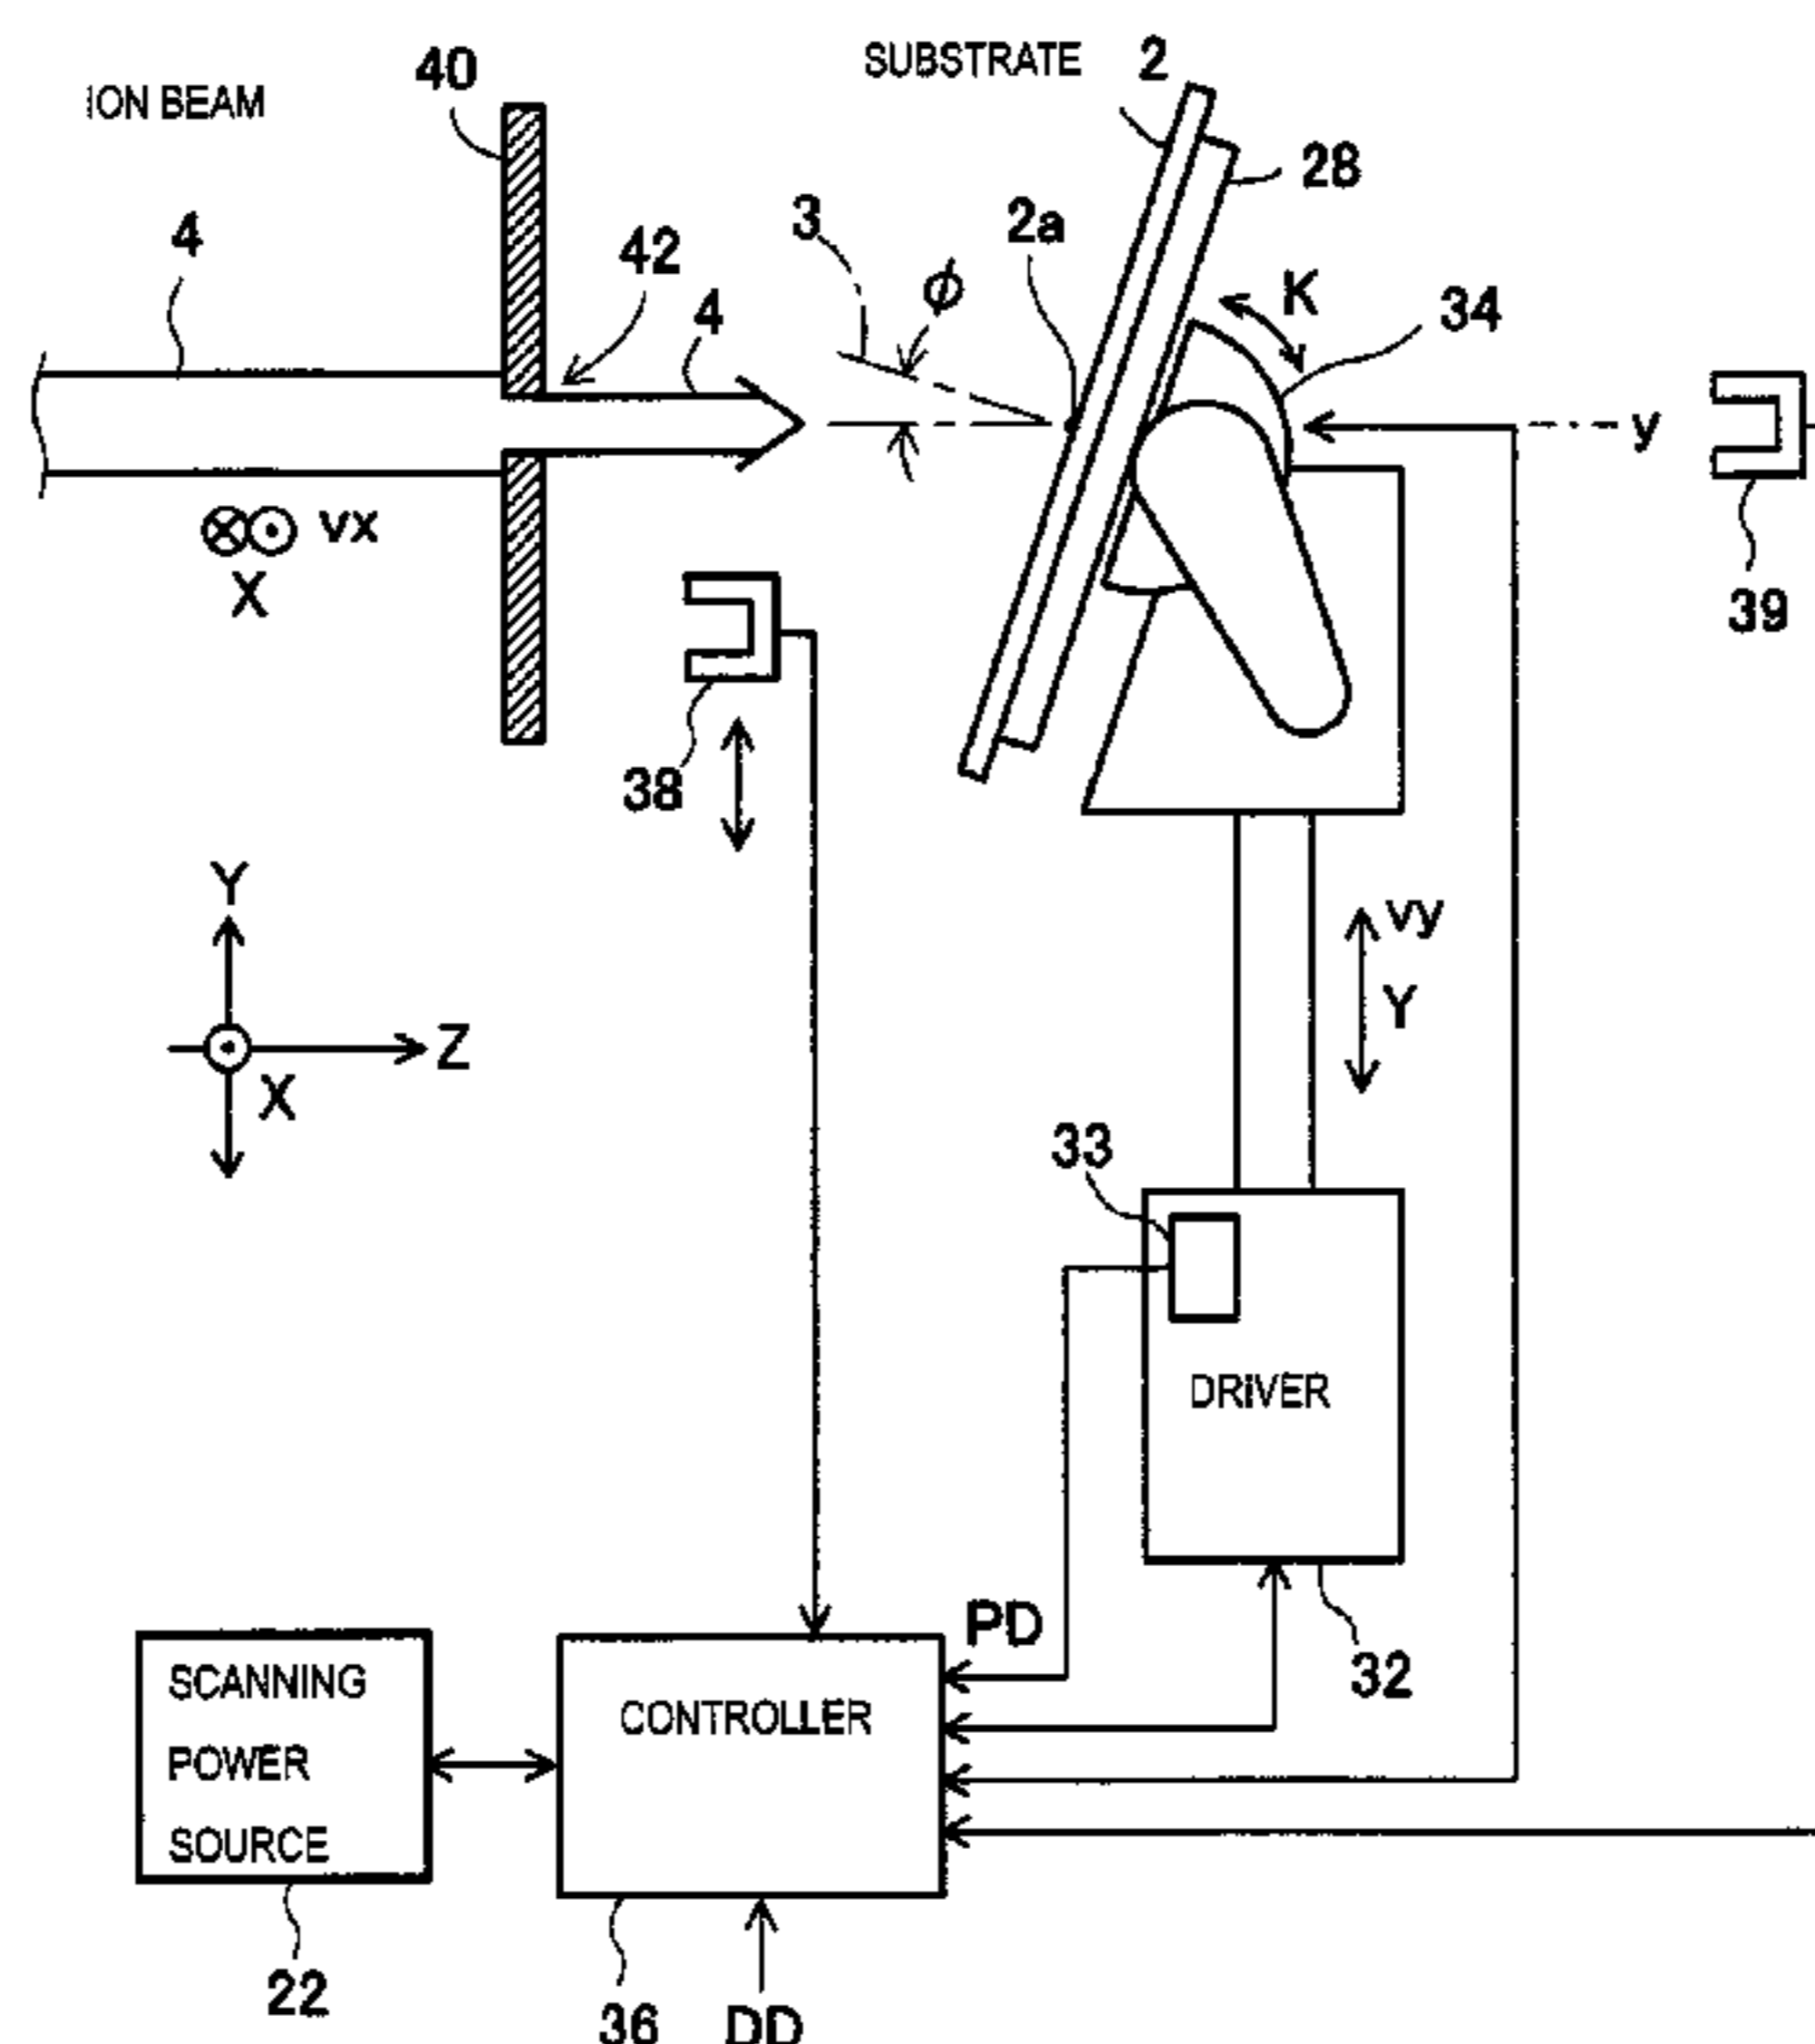 SUBSTRATE 2
40
ION BEAM
28
3
2a
4
42
ϕ
K
34
4
y
vx
X
39
38
Y
vy
Z
Y
X
33
DRIVER
PD
32
SCANNING
POWER
SOURCE
CONTROLLER
22
36
DD